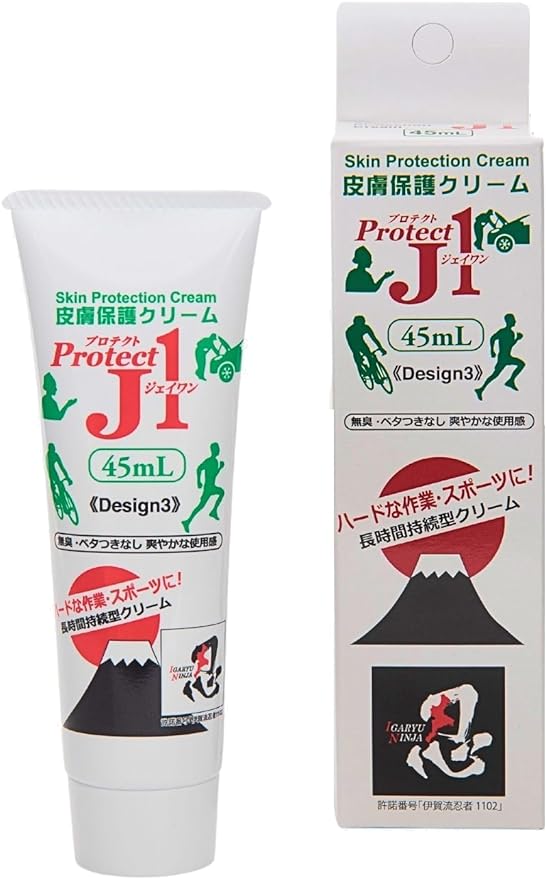 Skin Protection Cream
皮膚保護クリーム
プロテクト
Protect
J1
ジェイワン
45mL
《Design3》
無臭・ベタつきなし 爽やかな使用感
ハードな作業・スポーツに!
長時間持続型クリーム
IGARYU
NINJA
忍
45mL
J1
Skin Protection Cream
皮膚保護クリーム
プロテクト
Protect
J1
ジェイワン
45mL
《Design3》
無臭・ベタつきなし 爽やかな使用感
ハードな作業・スポーツに!
長時間持続型クリーム
IGARYU
NINJA
忍
許諾番号「伊賀流忍者 1102」